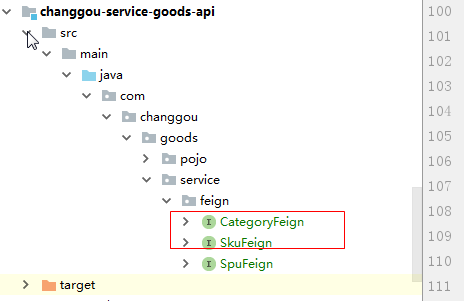 changgou-service-goods-api
src
main
java
com
changgou
goods
pojo
service
feign
CategoryFeign
SkuFeign
SpuFeign
target
100
101
102
103
104
105
106
107
108
109
110
111